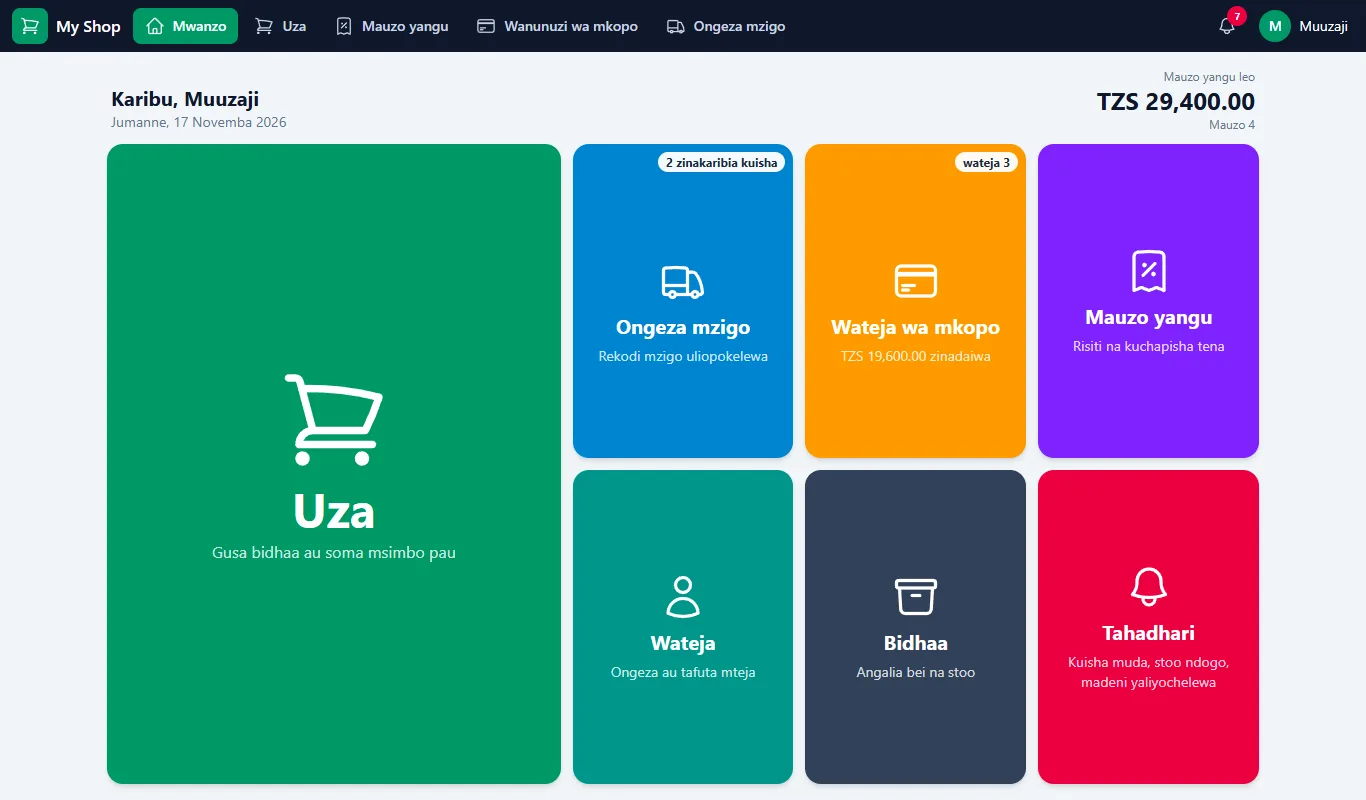 My Shop
Mwanzo
Uza
Mauzo yangu
Wanunuzi wa mkopo
Ongeza mzigo
7
M
Muuzaji
Karibu, Muuzaji
Jumanne, 17 Novemba 2026
Mauzo yangu leo
TZS 29,400.00
Mauzo 4
Uza
Gusa bidhaa au soma msimbo pau
2 zinakaribia kuisha
Ongeza mzigo
Rekodi mzigo uliopokelewa
wateja 3
Wateja wa mkopo
TZS 19,600.00 zinadaiwa
Mauzo yangu
Risiti na kuchapisha tena
Wateja
Ongeza au tafuta mteja
Bidhaa
Angalia bei na stoo
Tahadhari
Kuisha muda, stoo ndogo,
madeni yaliyochelewa